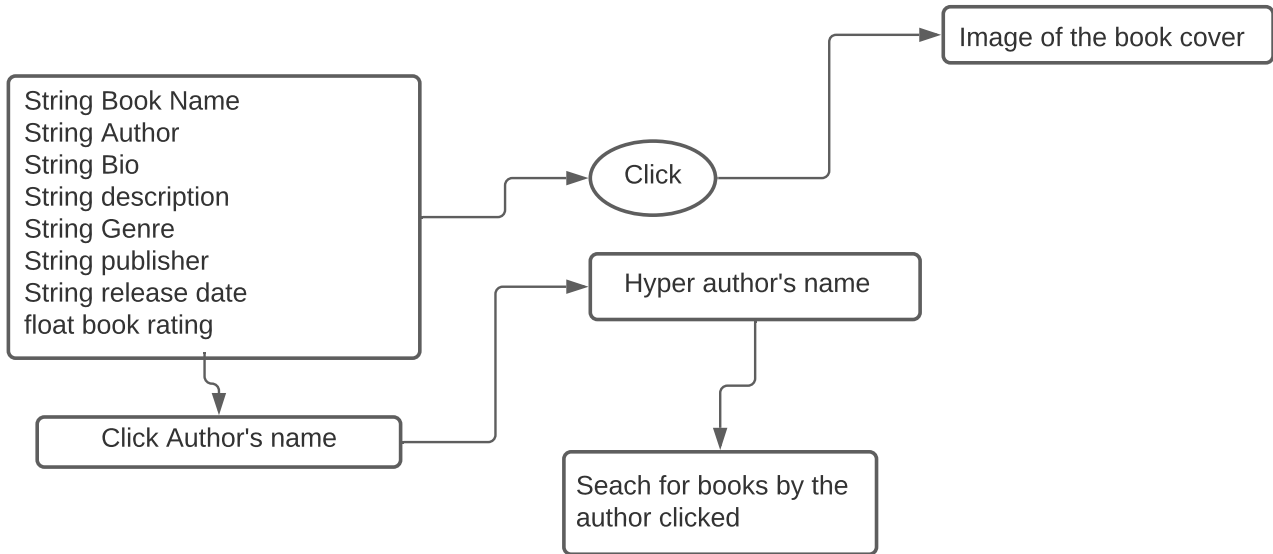 Image of the book cover
String Book Name
String Author
String Bio
String description
String Genre
String publisher
String release date
float book rating
Click
Hyper author's name
Click Author's name
Seach for books by the
author clicked